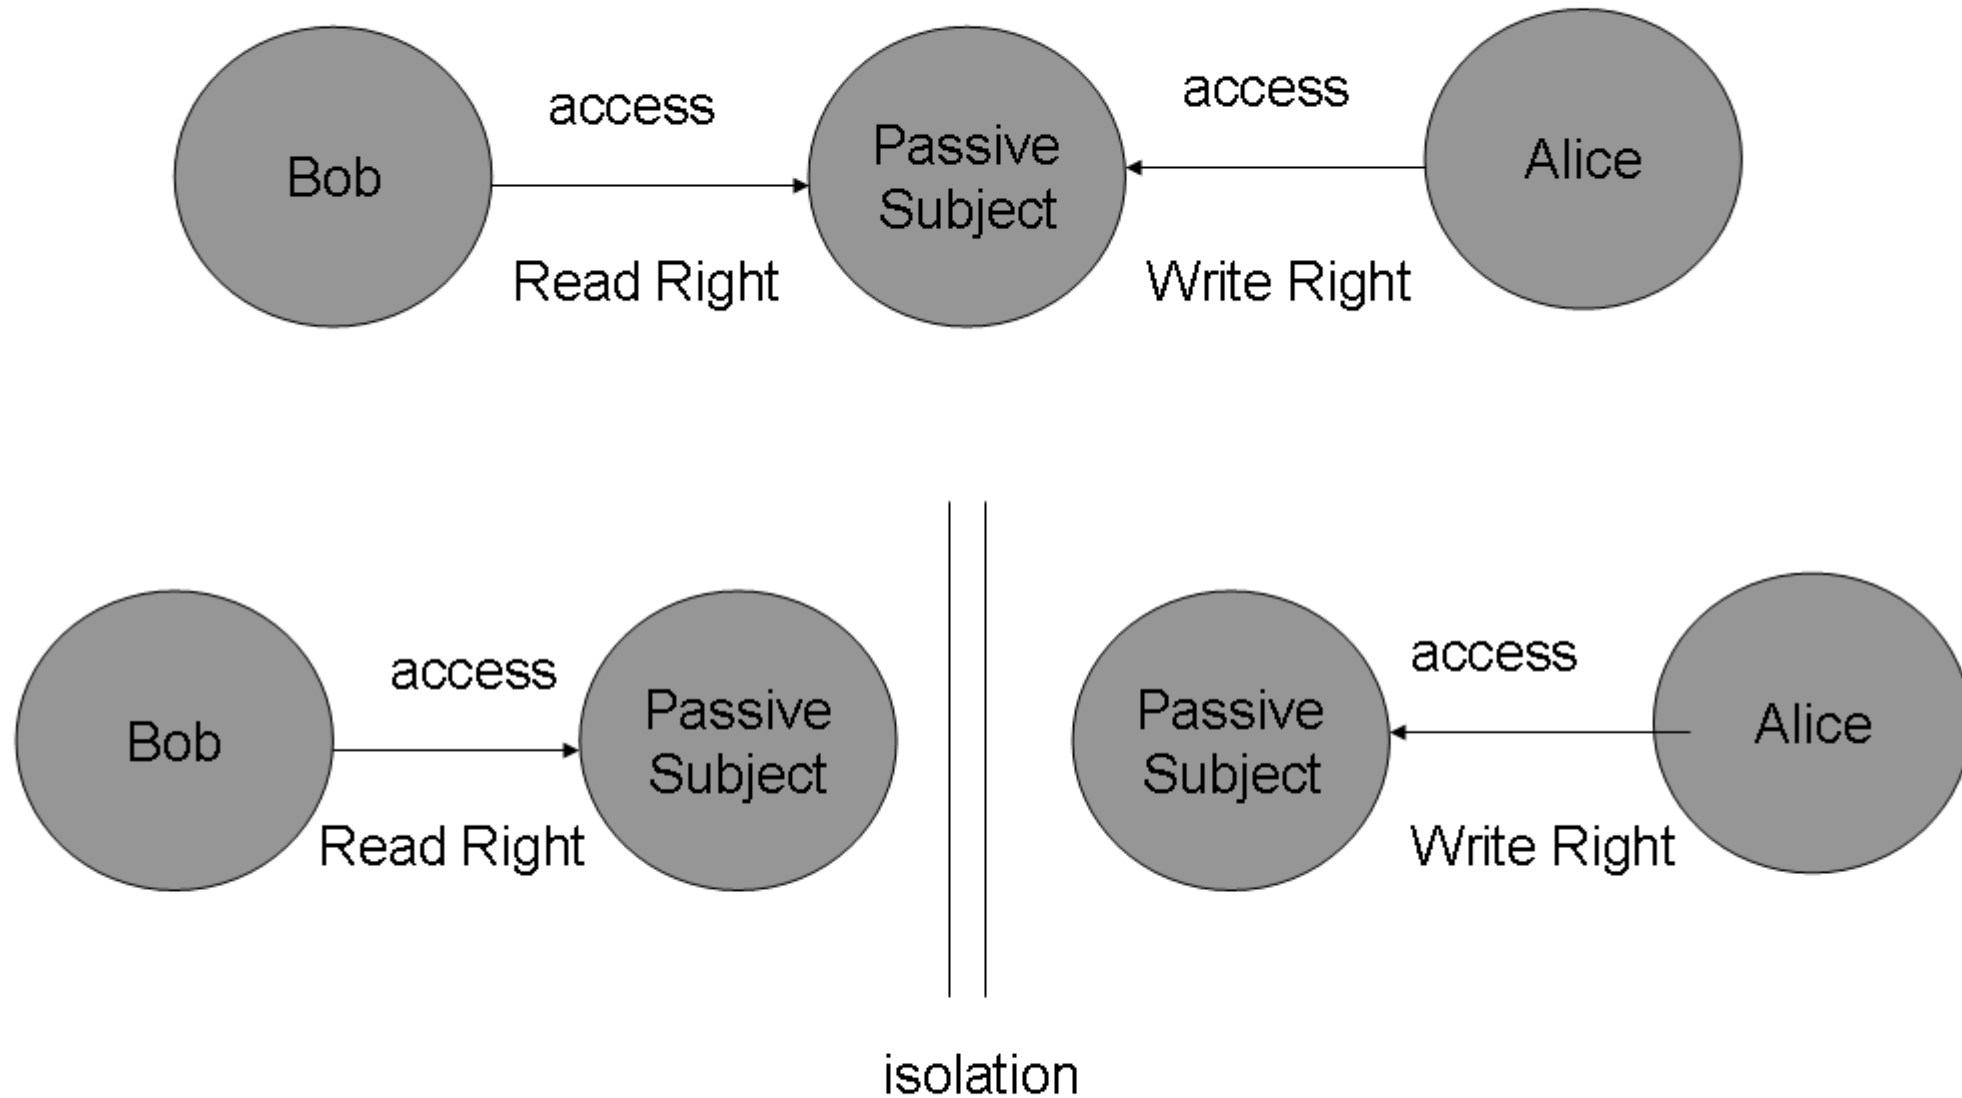 access
access
Bob
Passive
Subject
Alice
Read Right
Write Right
access
access
Bob
Passive
Subject
Passive
Subject
Alice
Read Right
Write Right
isolation